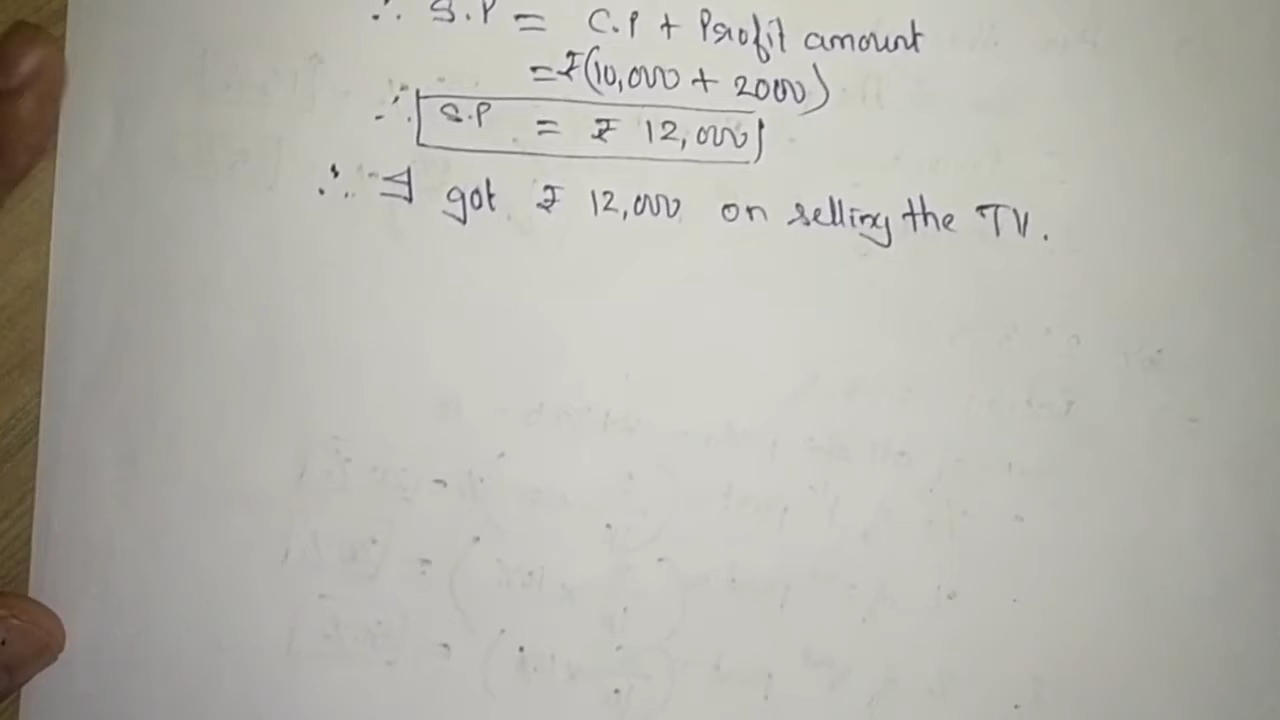 ∴ S.P = C.P + Profit amount
= ₹(10,000 + 2000)
∴ S.P = ₹ 12,000
∴ I got ₹ 12,000 on selling the TV.